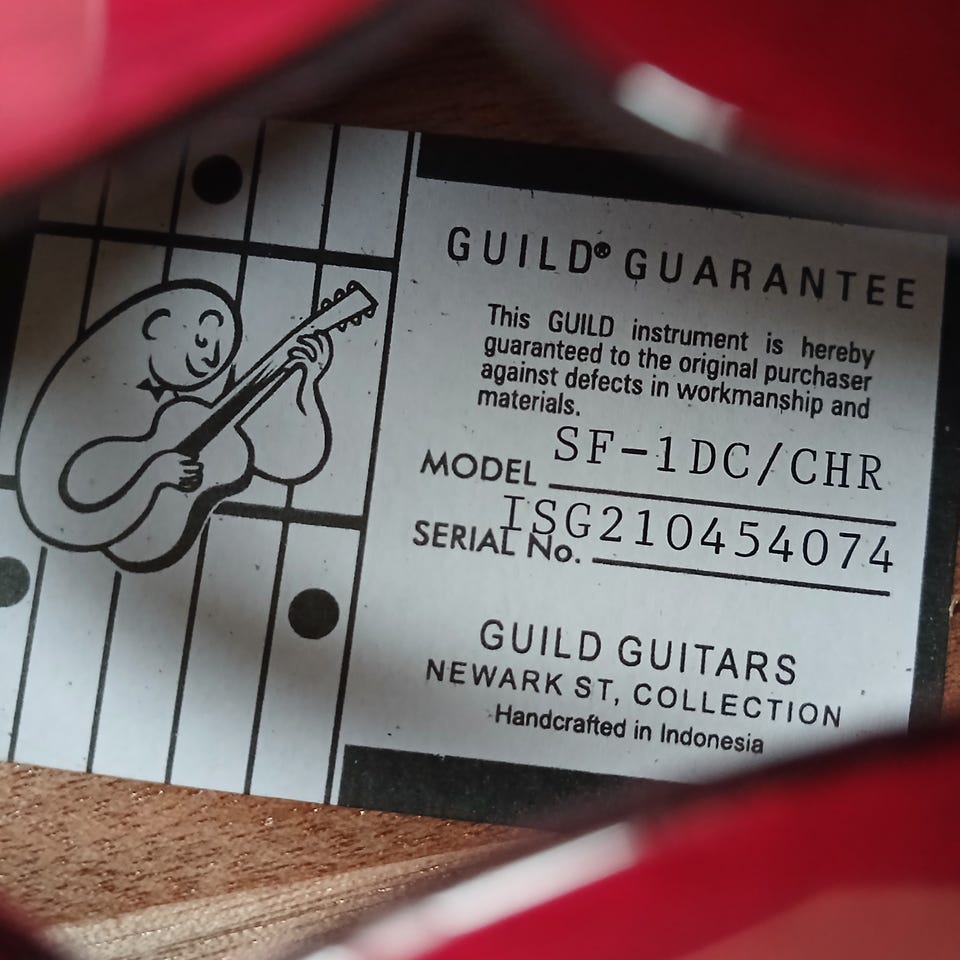 GUILD® GUARANTEE
This GUILD instrument is hereby
guaranteed to the original purchaser
against defects in workmanship and
materials.
MODEL SF-1DC/CHR
SERIAL No. ISG210454074
GUILD GUITARS
NEWARK ST, COLLECTION
Handcrafted in Indonesia